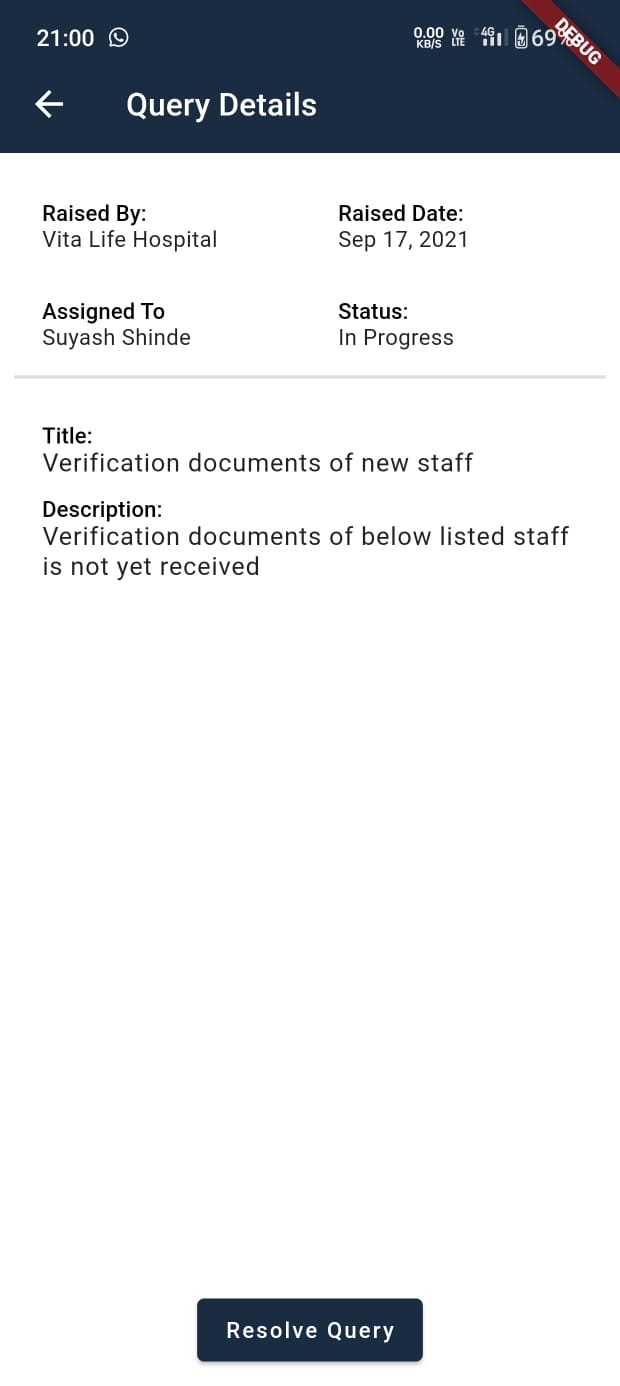 21:00
0.00 KB/S Vo LTE 4G 69%
DEBUG
Query Details
Raised By:
Raised Date:
Vita Life Hospital
Sep 17, 2021
Assigned To
Status:
Suyash Shinde
In Progress
Title:
Verification documents of new staff
Description:
Verification documents of below listed staff
is not yet received
Resolve Query